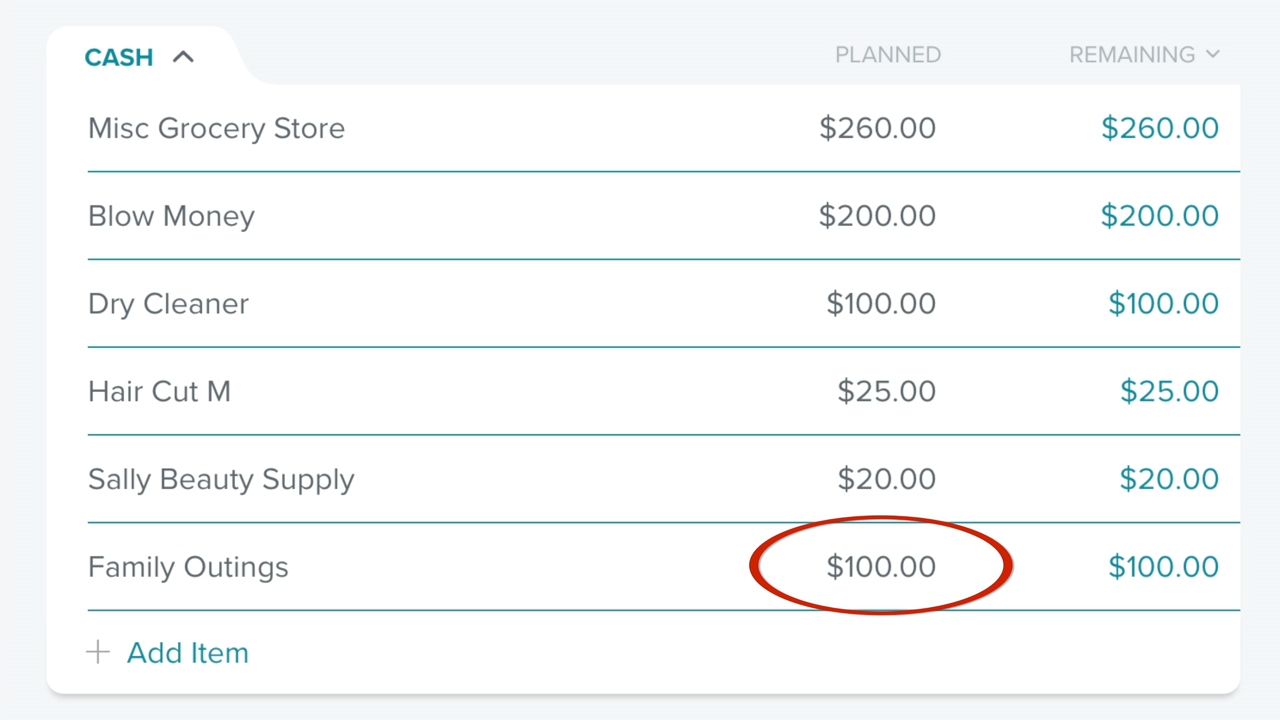 CASH PLANNED REMAINING
Misc Grocery Store $260.00 $260.00
Blow Money $200.00 $200.00
Dry Cleaner $100.00 $100.00
Hair Cut M $25.00 $25.00
Sally Beauty Supply $20.00 $20.00
Family Outings $100.00 $100.00
+ Add Item